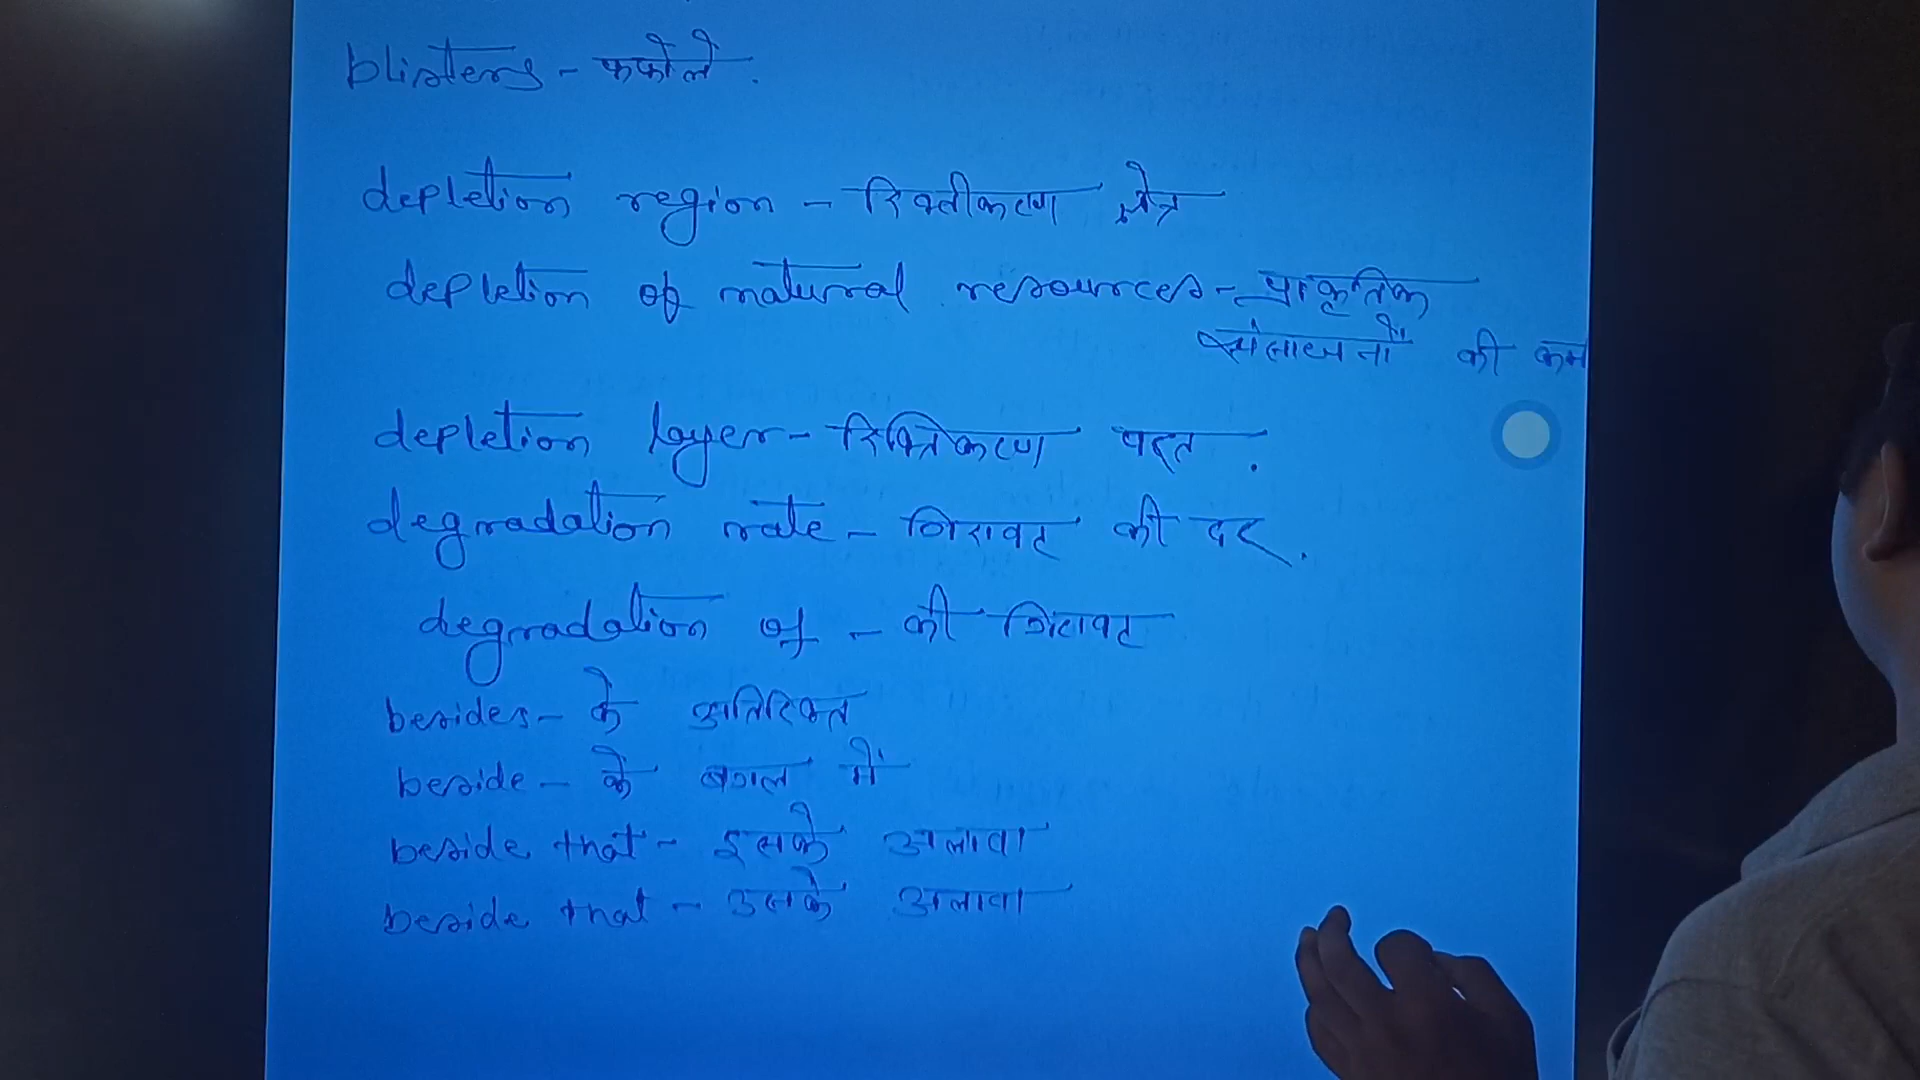 blisters - फफोले.
depletion region - रिक्तीकरण क्षेत्र
depletion of natural resources - प्राकृतिक
संसाधनों की कम
depletion layer - रिक्तिकरण परत.
degradation rate - गिरावट की दर.
degradation of - की गिरावट
besides - के अतिरिक्त
beside - के बगल में
beside that - इसके अलावा
beside that - उसके अलावा